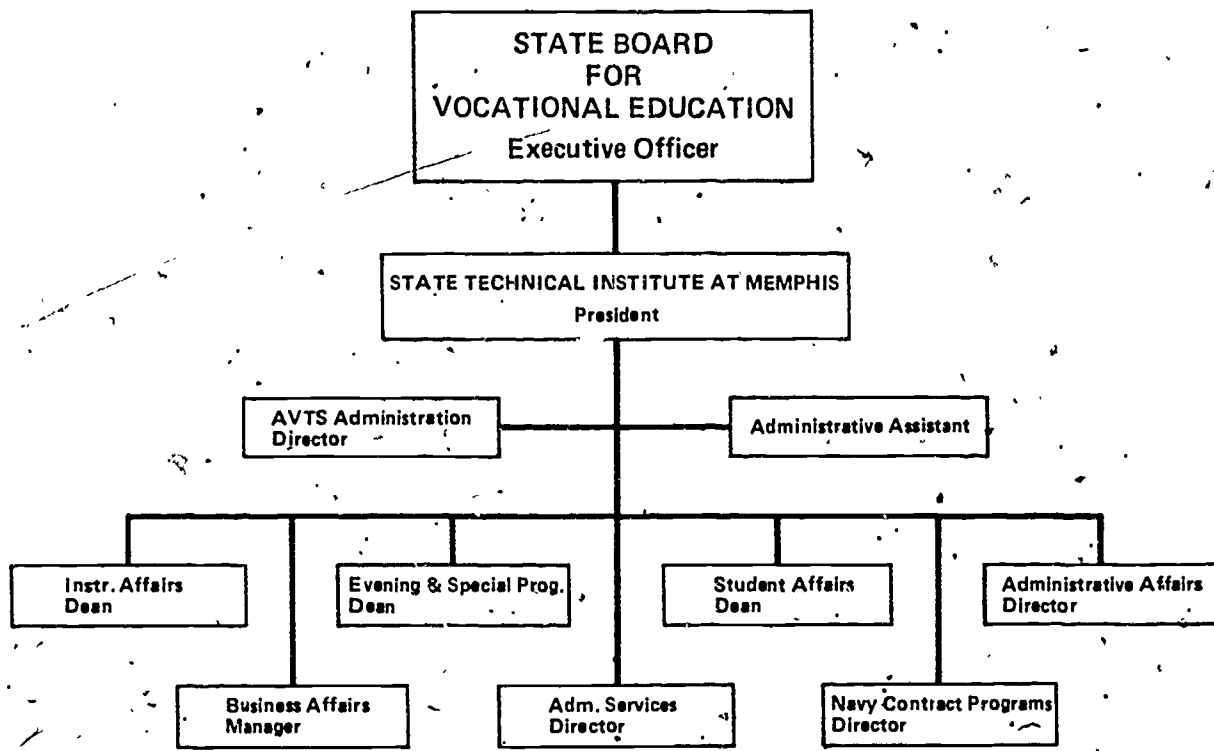 STATE BOARD
FOR
VOCATIONAL EDUCATION
Executive Officer
STATE TECHNICAL INSTITUTE AT MEMPHIS
President
AVTS Administration
Director
Administrative Assistant
Instr. Affairs
Dean
Evening & Special Prog.
Dean
Student Affairs
Dean
Administrative Affairs
Director
Business Affairs
Manager
Adm. Services
Director
Navy Contract Programs
Director